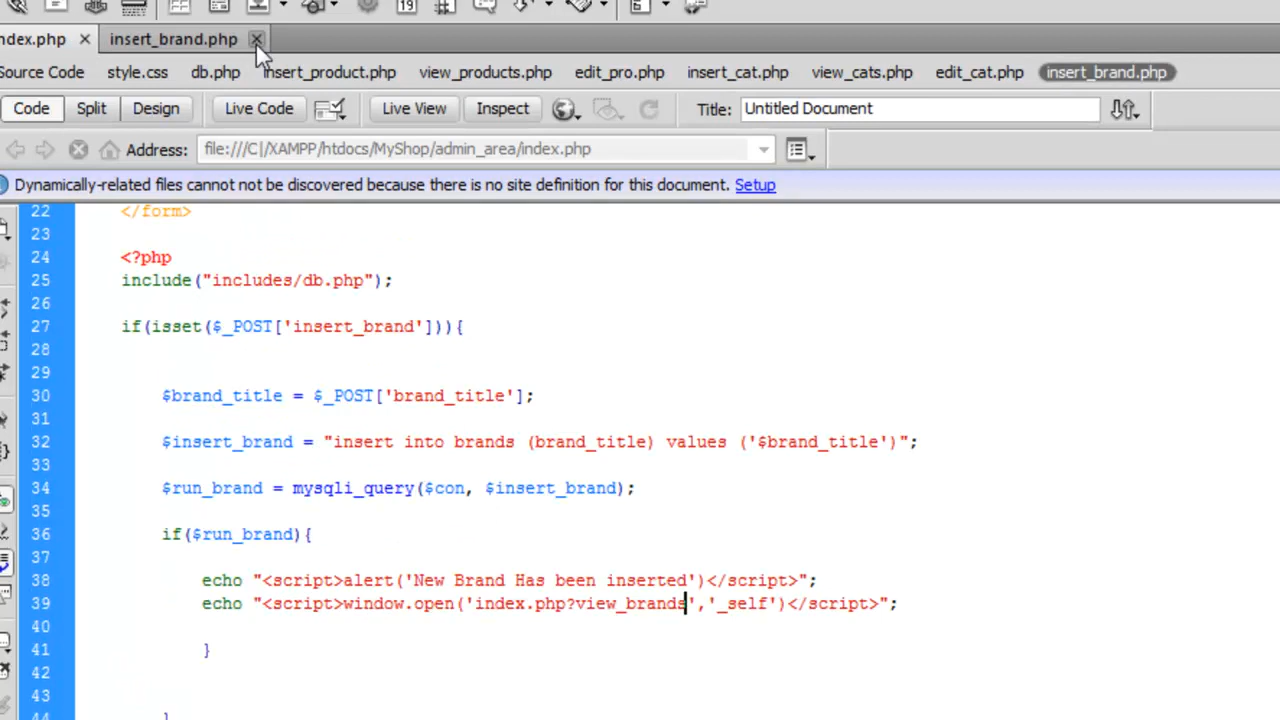 19
ndex.php insert_brand.php
Source Code style.css db.php insert_product.php view_products.php edit_pro.php insert_cat.php view_cats.php edit_cat.php insert_brand.php
Code Split Design Live Code Live View Inspect Title: Untitled Document
Address: file:///C|/XAMPP/htdocs/MyShop/admin_area/index.php
Dynamically-related files cannot not be discovered because there is no site definition for this document. Setup
22 </form>
23
24 <?php
25 include("includes/db.php");
26
27 if(isset($_POST['insert_brand'])){
28
29
30 $brand_title = $_POST['brand_title'];
31
32 $insert_brand = "insert into brands (brand_title) values ('$brand_title')";
33
34 $run_brand = mysqli_query($con, $insert_brand);
35
36 if($run_brand){
37
38 echo "<script>alert('New Brand Has been inserted')</script>";
39 echo "<script>window.open('index.php?view_brands','_self')</script>";
40
41 }
42
43
44 }